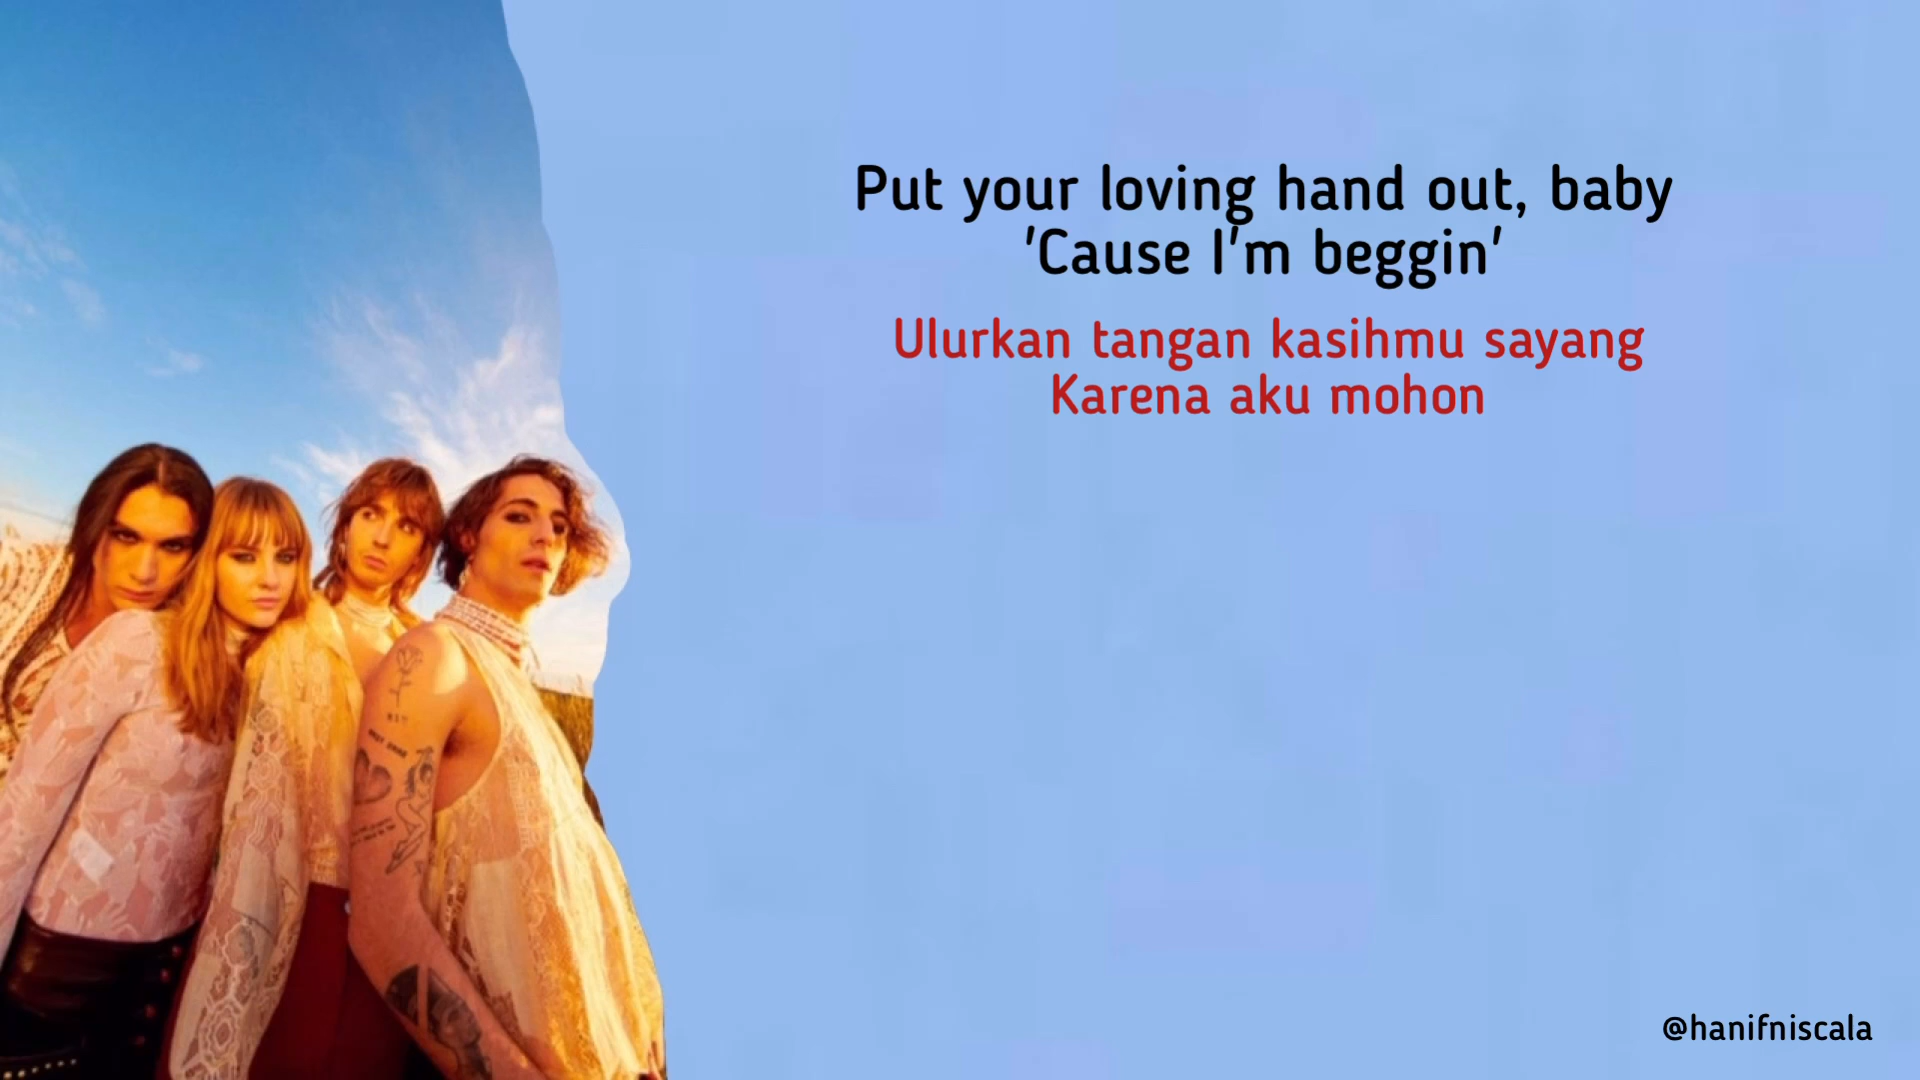 Put your loving hand out, baby
'Cause I'm beggin'
Ulurkan tangan kasihmu sayang
Karena aku mohon
@hanifniscala